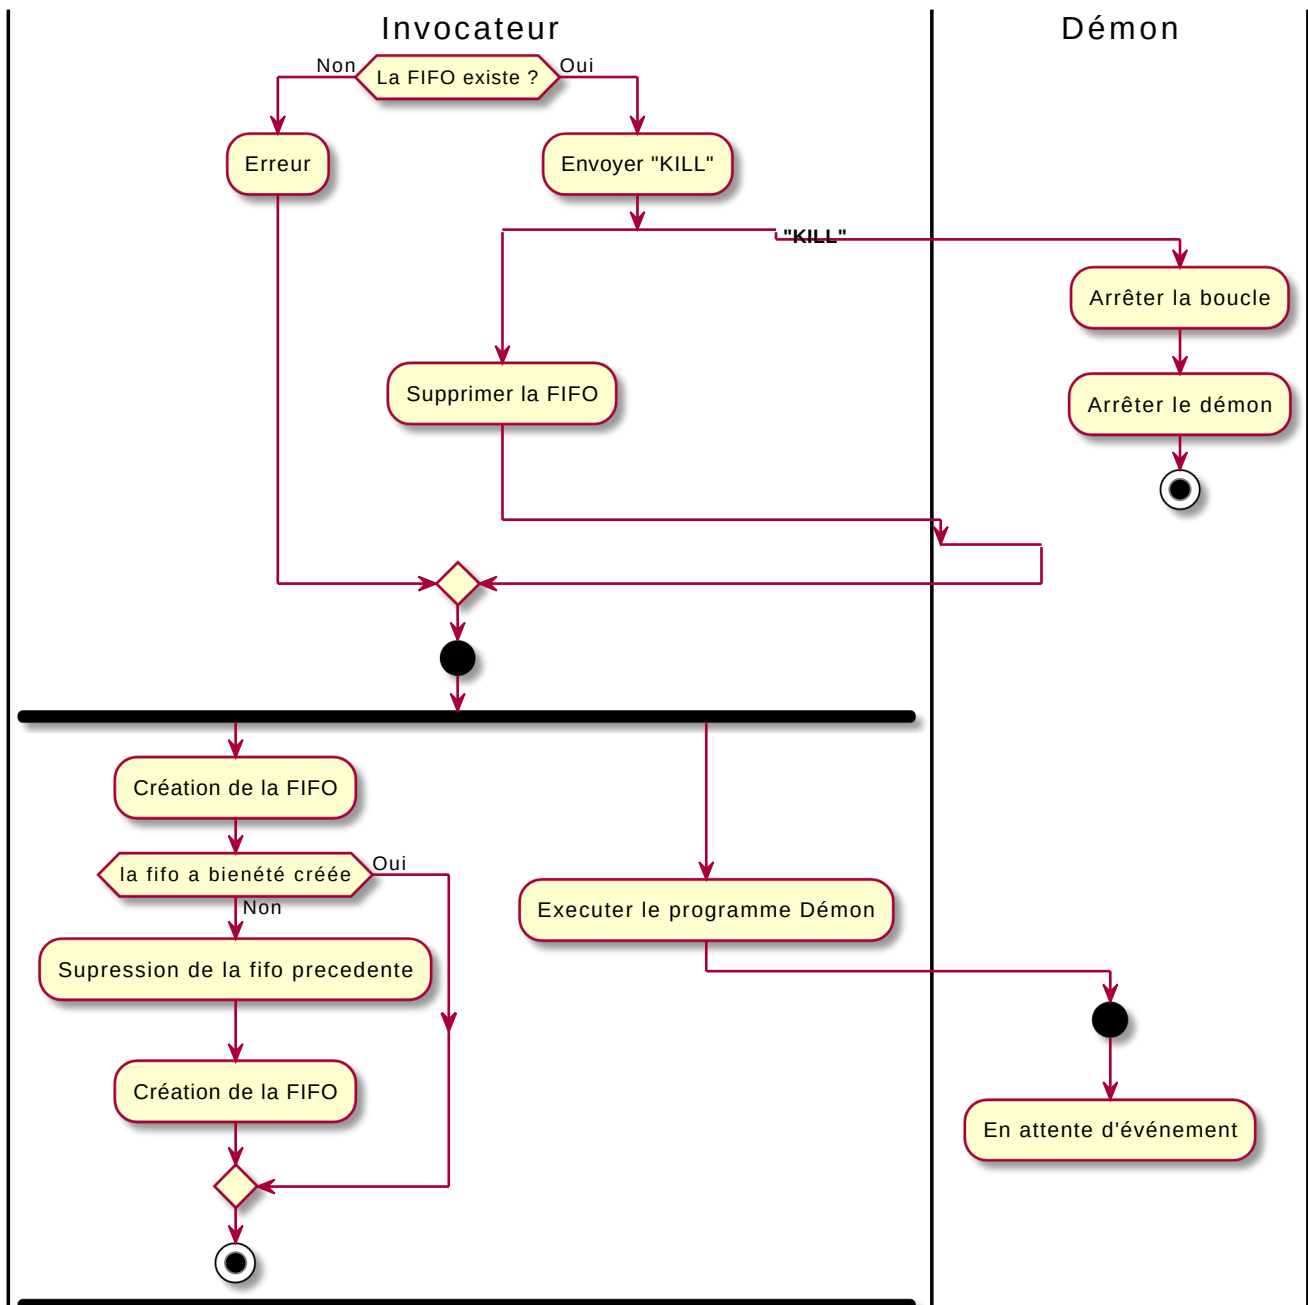 Invocateur
Démon
Non
La FIFO existe ?
Oui
Erreur
Envoyer "KILL"
"KILL"
Arrêter la boucle
Supprimer la FIFO
Arrêter le démon
Création de la FIFO
la fifo a bienété créée
Oui
Non
Executer le programme Démon
Supression de la fifo precedente
Création de la FIFO
En attente d'événement